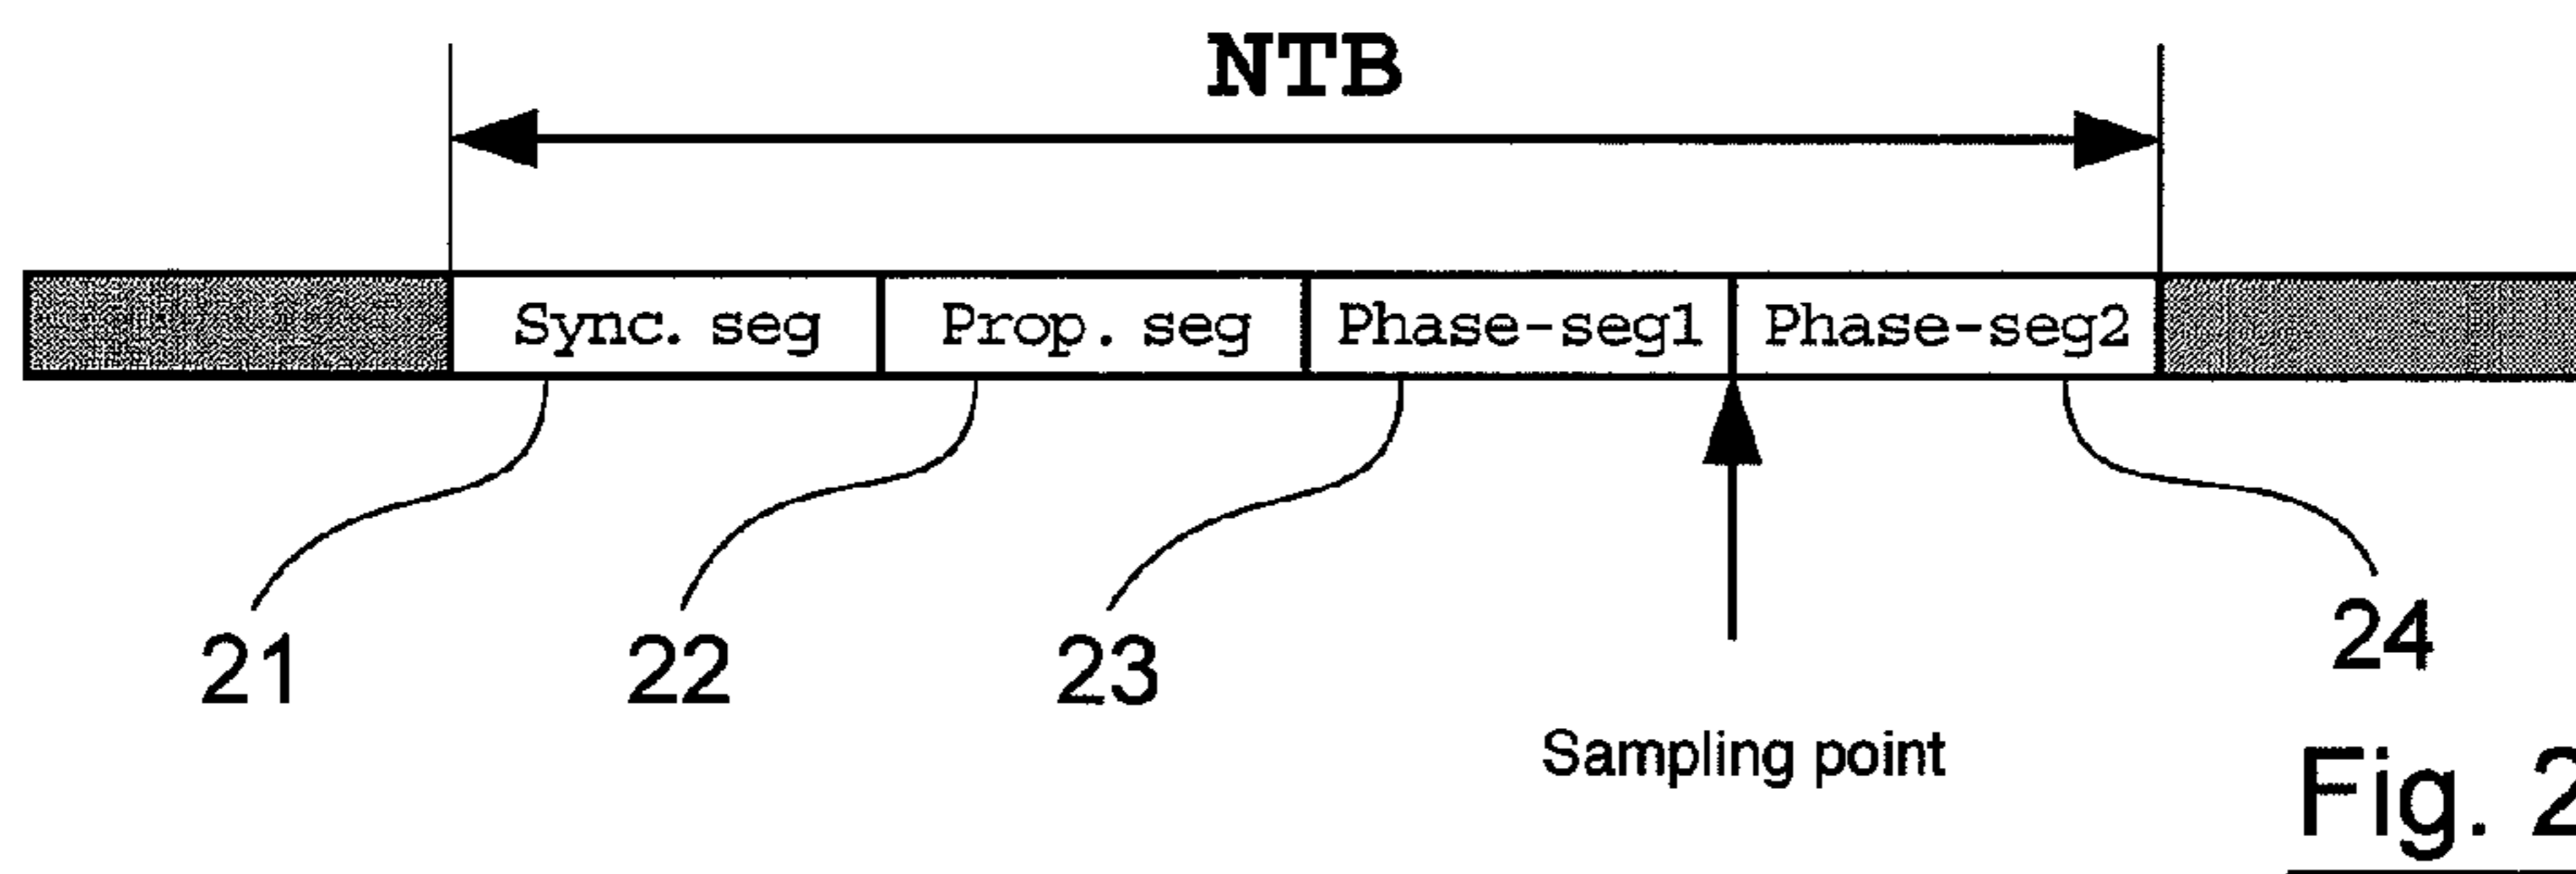 NTB
Sync. seg
Prop. seg
Phase-seg1
Phase-seg2
21
22
23
24
Sampling point
Fig. 2